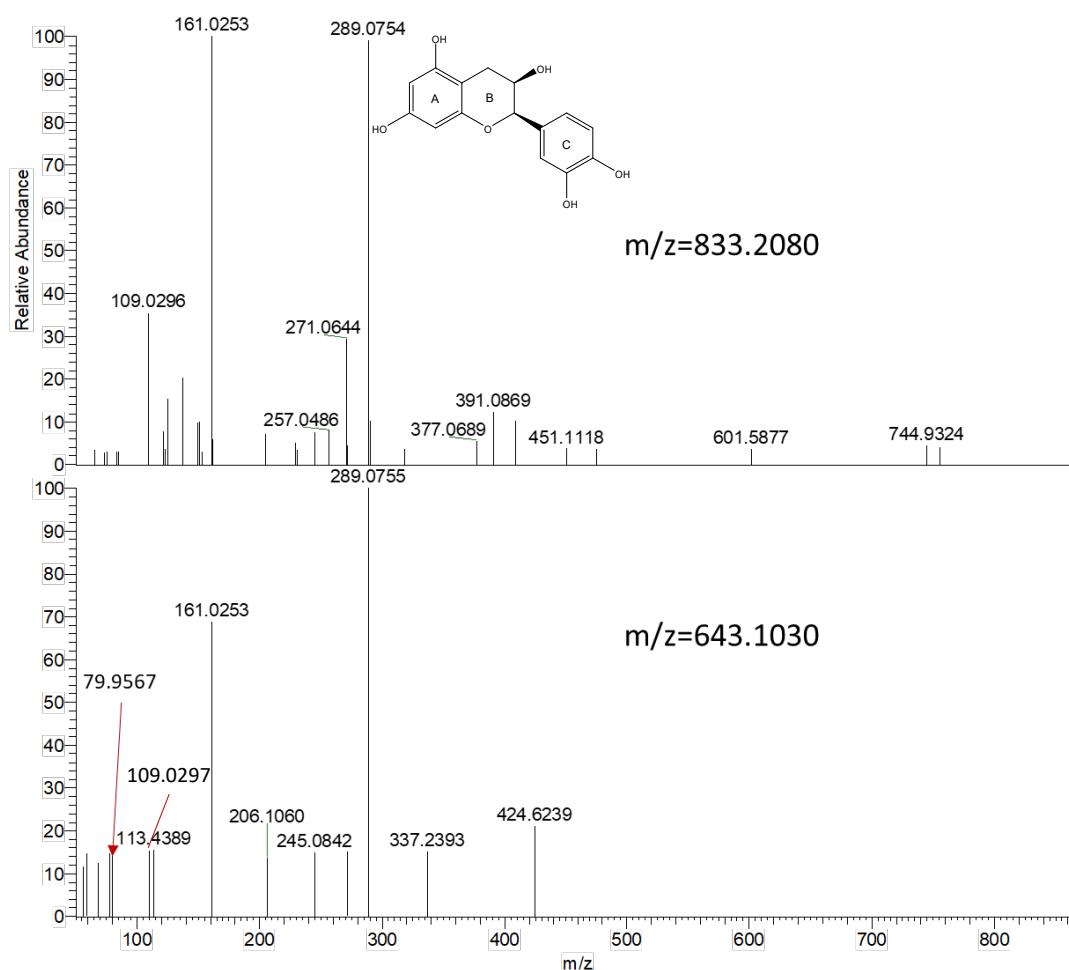 161.0253
289.0754
100
OH
90
A
B
OH
80
HO
O
C
70
OH
OH
60
Relative Abundance
m/z=833.2080
50
40
109.0296
30
271.0644
20
257.0486
391.0869
10
377.0689
451.1118
601.5877
744.9324
0
289.0755
100
90
80
70
161.0253
m/z=643.1030
60
79.9567
50
40
30
109.0297
206.1060
424.6239
20
113.4389
245.0842
337.2393
10
0
100 200 300 400 500 600 700 800
m/z